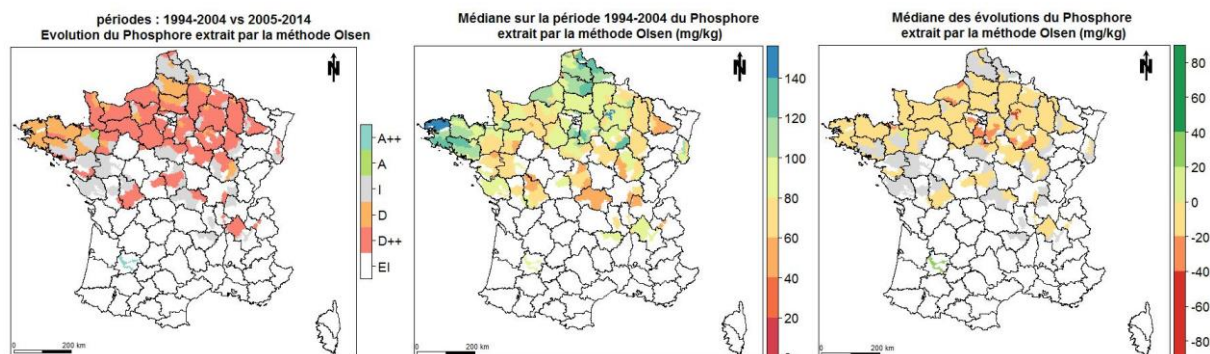 périodes : 1994-2004 vs 2005-2014
Evolution du Phosphore extrait par la méthode Olsen
N
A++
A
I
D
D++
EI
0 200 km
Médiane sur la période 1994-2004 du Phosphore
extrait par la méthode Olsen (mg/kg)
N
140
120
100
80
60
40
20
0 200 km
Médiane des évolutions du Phosphore
extrait par la méthode Olsen (mg/kg)
N
80
60
40
20
0
-20
-40
-60
-80
0 200 km